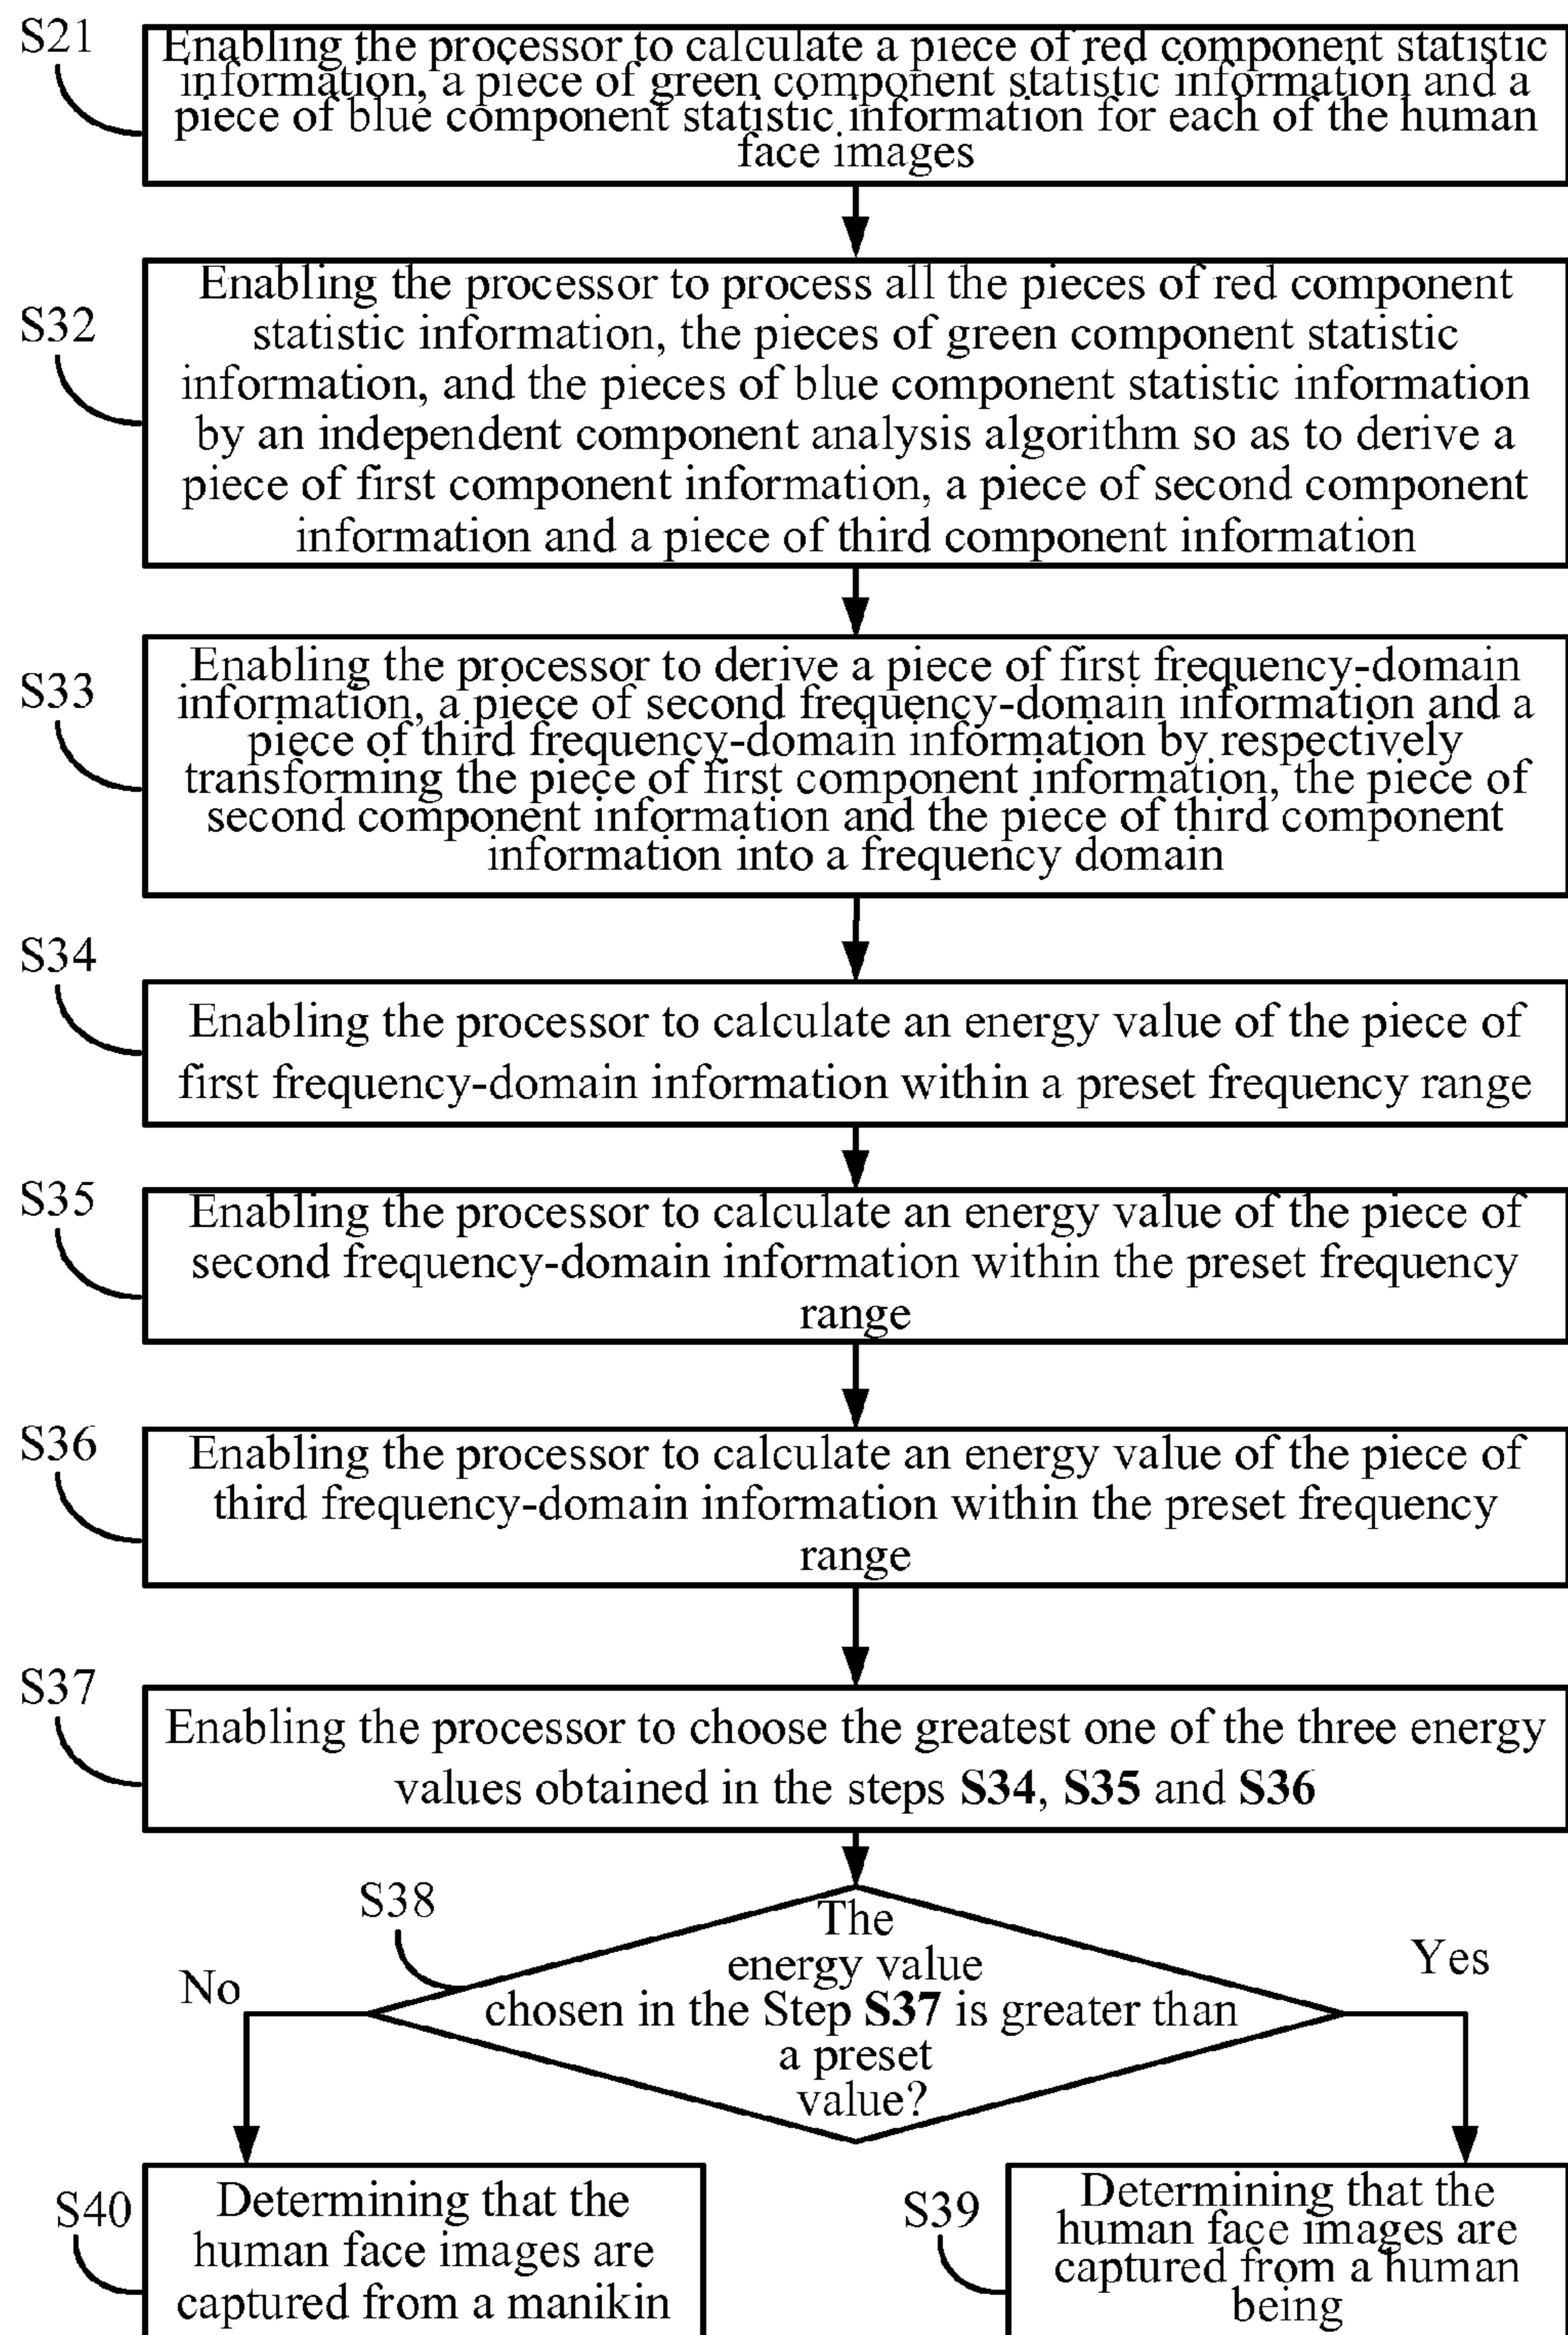 S21
Enabling the processor to calculate a piece of red component statistic
information, a piece of green component statistic information and a
piece of blue component statistic information for each of the human
face images
S32
Enabling the processor to process all the pieces of red component
statistic information, the pieces of green component statistic
information, and the pieces of blue component statistic information
by an independent component analysis algorithm so as to derive a
piece of first component information, a piece of second component
information and a piece of third component information
S33
Enabling the processor to derive a piece of first frequency-domain
information, a piece of second frequency-domain information and a
piece of third frequency-domain information by respectively
transforming the piece of first component information, the piece of
second component information and the piece of third component
information into a frequency domain
S34
Enabling the processor to calculate an energy value of the piece of
first frequency-domain information within a preset frequency range
S35
Enabling the processor to calculate an energy value of the piece of
second frequency-domain information within the preset frequency
range
S36
Enabling the processor to calculate an energy value of the piece of
third frequency-domain information within the preset frequency
range
S37
Enabling the processor to choose the greatest one of the three energy
values obtained in the steps S34, S35 and S36
S38
The
energy value
chosen in the Step S37 is greater than
a preset
value?
No
Yes
S40
Determining that the
human face images are
captured from a manikin
S39
Determining that the
human face images are
captured from a human
being